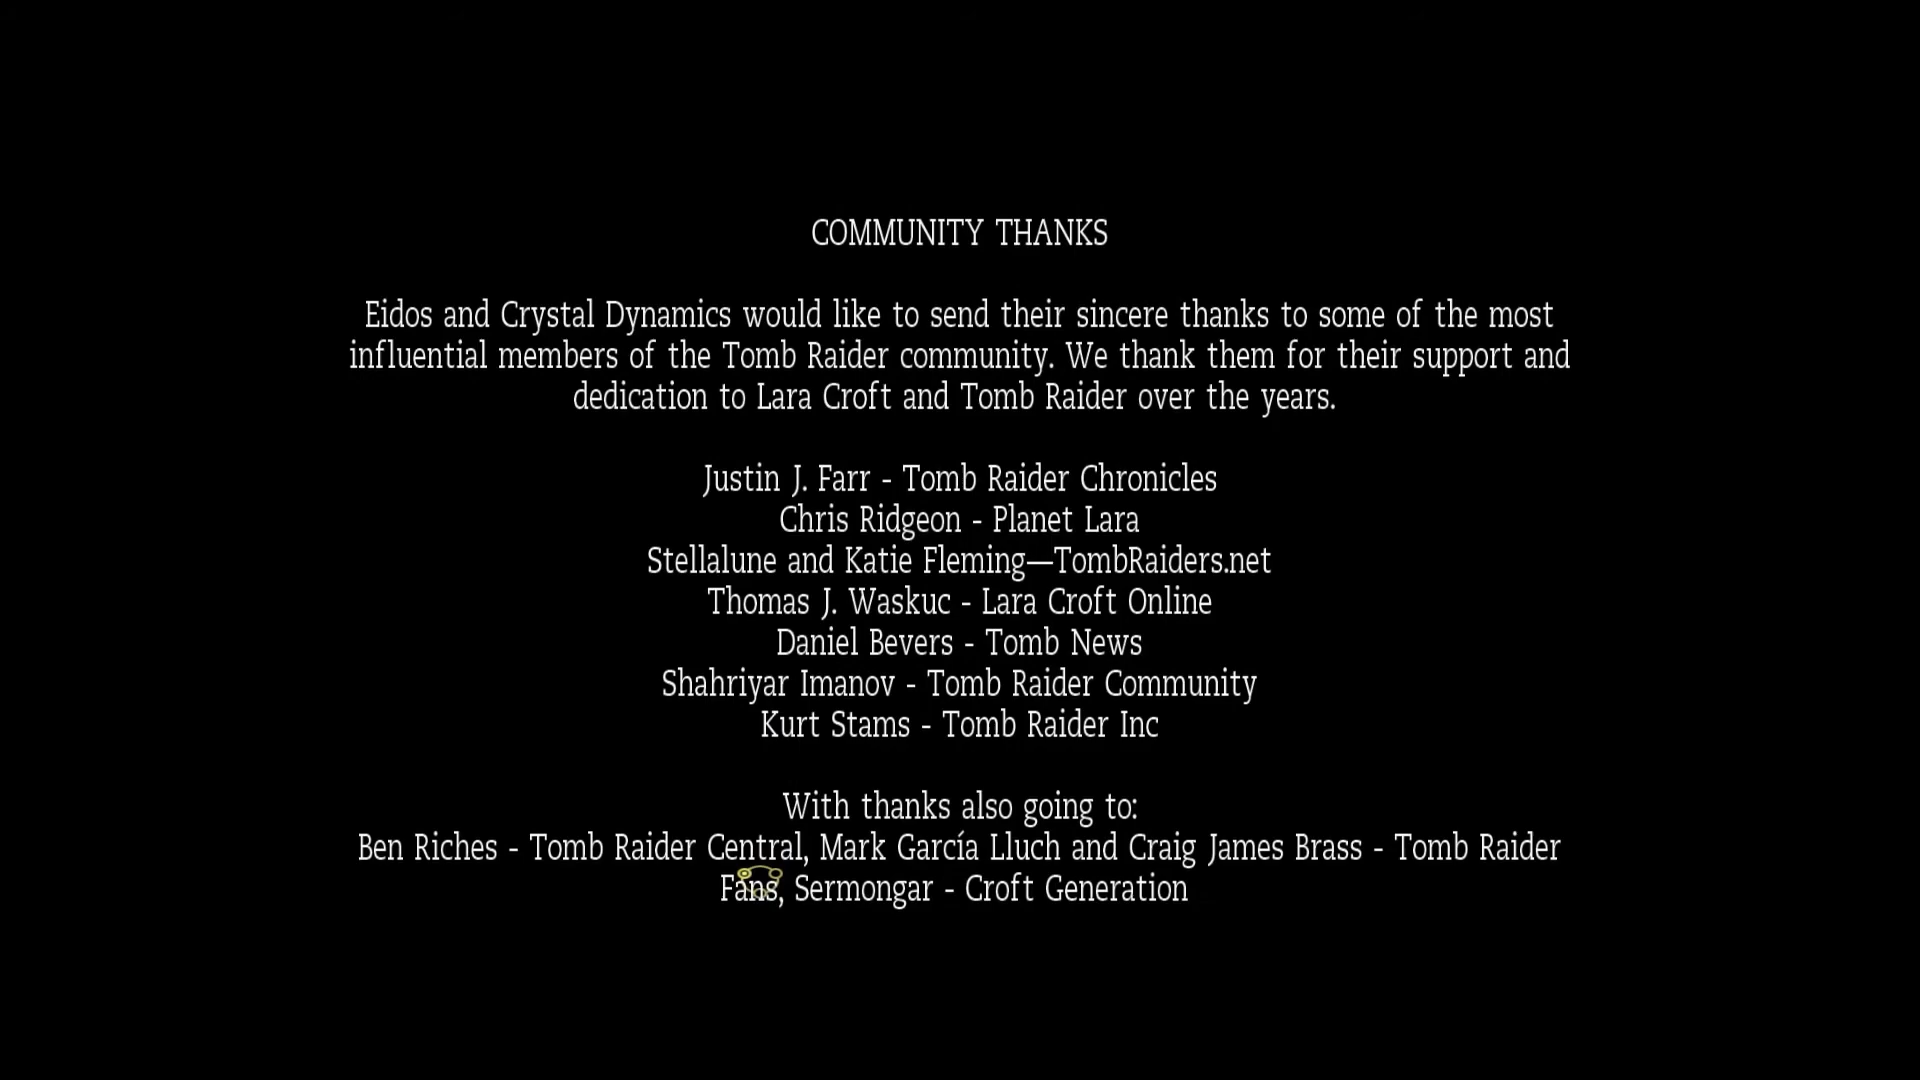 COMMUNITY THANKS
Eidos and Crystal Dynamics would like to send their sincere thanks to some of the most
influential members of the Tomb Raider community. We thank them for their support and
dedication to Lara Croft and Tomb Raider over the years.
Justin J. Farr - Tomb Raider Chronicles
Chris Ridgeon - Planet Lara
Stellalune and Katie Fleming—TombRaiders.net
Thomas J. Waskuc - Lara Croft Online
Daniel Bevers - Tomb News
Shahriyar Imanov - Tomb Raider Community
Kurt Stams - Tomb Raider Inc
With thanks also going to:
Ben Riches - Tomb Raider Central, Mark García Lluch and Craig James Brass - Tomb Raider
Fans, Sermongar - Croft Generation